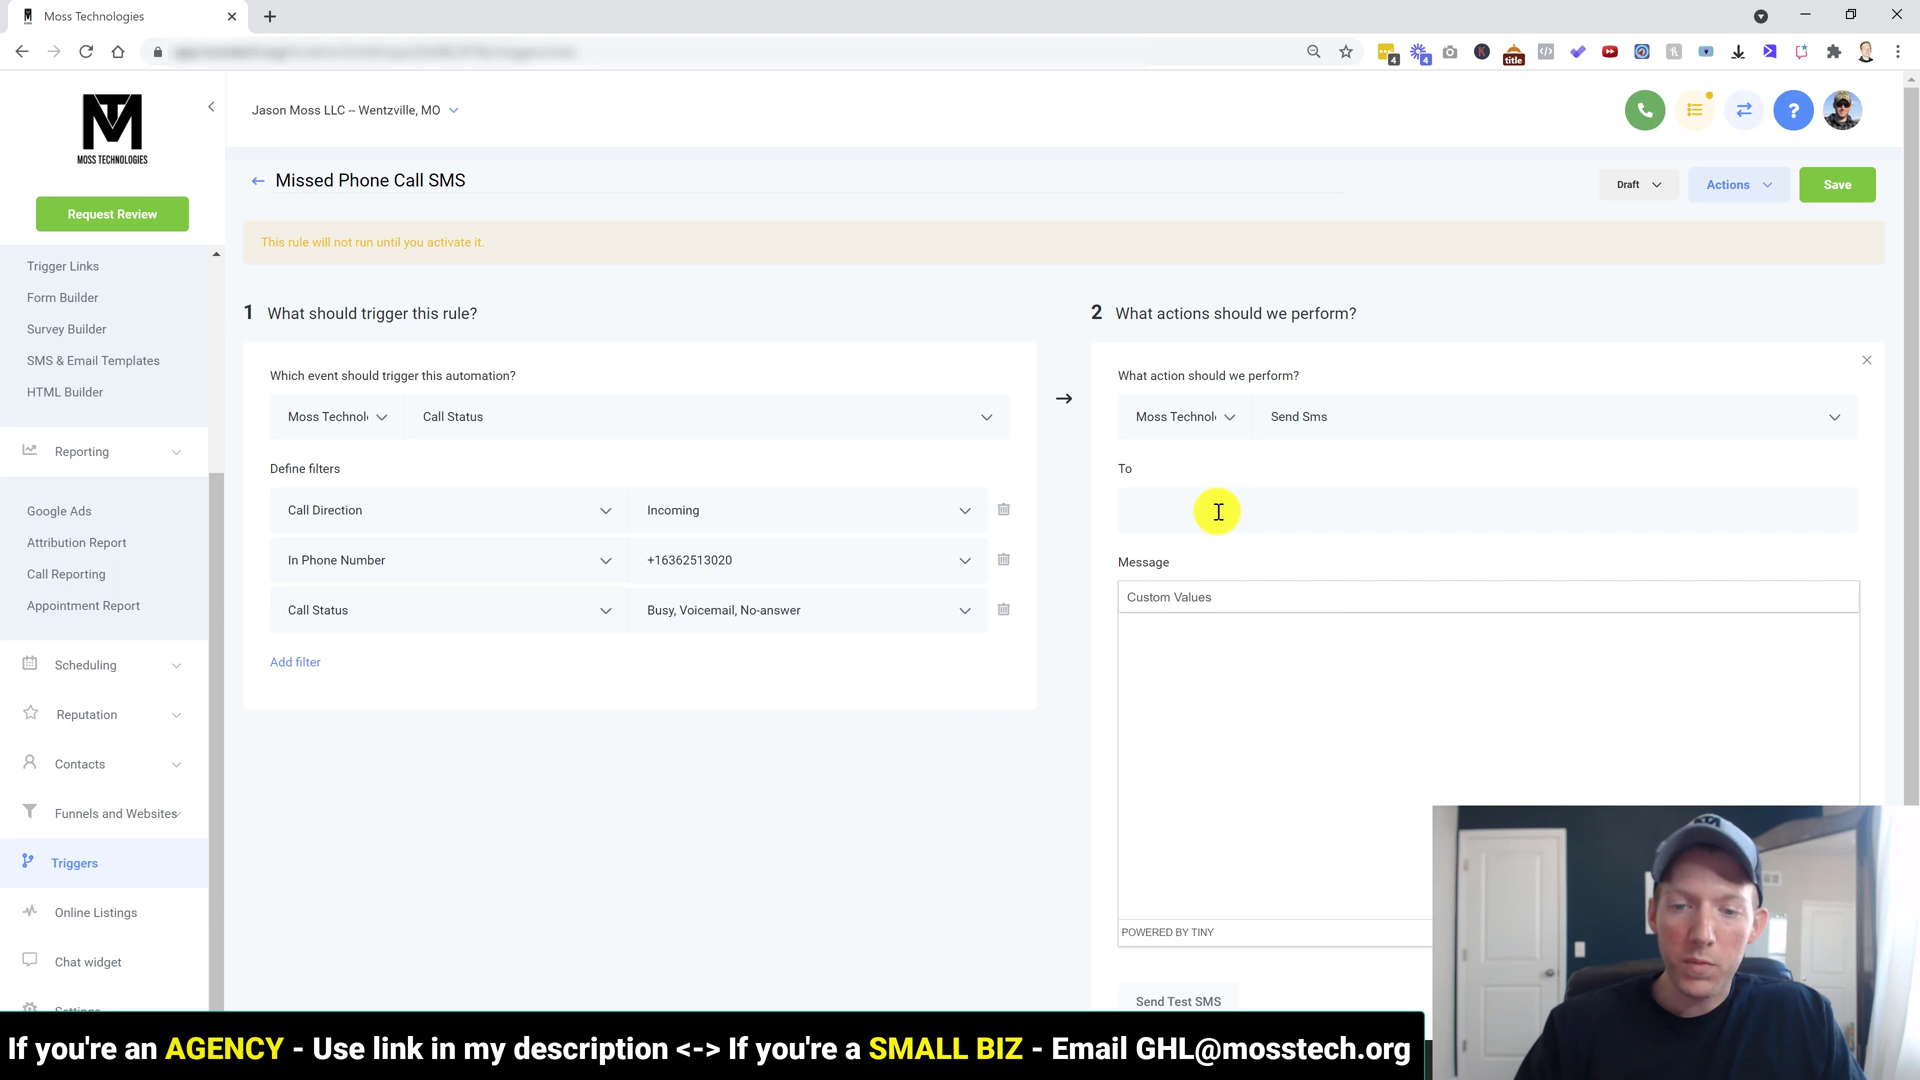 Moss Technologies
4
4
title
MOSS TECHNOLOGIES
Jason Moss LLC -- Wentzville, MO
?
Request Review
Missed Phone Call SMS
Draft
Actions
Save
This rule will not run until you activate it.
Trigger Links
Form Builder
Survey Builder
SMS & Email Templates
HTML Builder
Reporting
Google Ads
Attribution Report
Call Reporting
Appointment Report
Scheduling
Reputation
Contacts
Funnels and Websites
Triggers
Online Listings
Chat widget
Settings
1 What should trigger this rule?
Which event should trigger this automation?
Moss Technol
Call Status
Define filters
Call Direction
Incoming
In Phone Number
+16362513020
Call Status
Busy, Voicemail, No-answer
Add filter
2 What actions should we perform?
What action should we perform?
Moss Technol
Send Sms
To
Message
Custom Values
POWERED BY TINY
Send Test SMS
If you're an AGENCY - Use link in my description <-> If you're a SMALL BIZ - Email GHL@mosstech.org